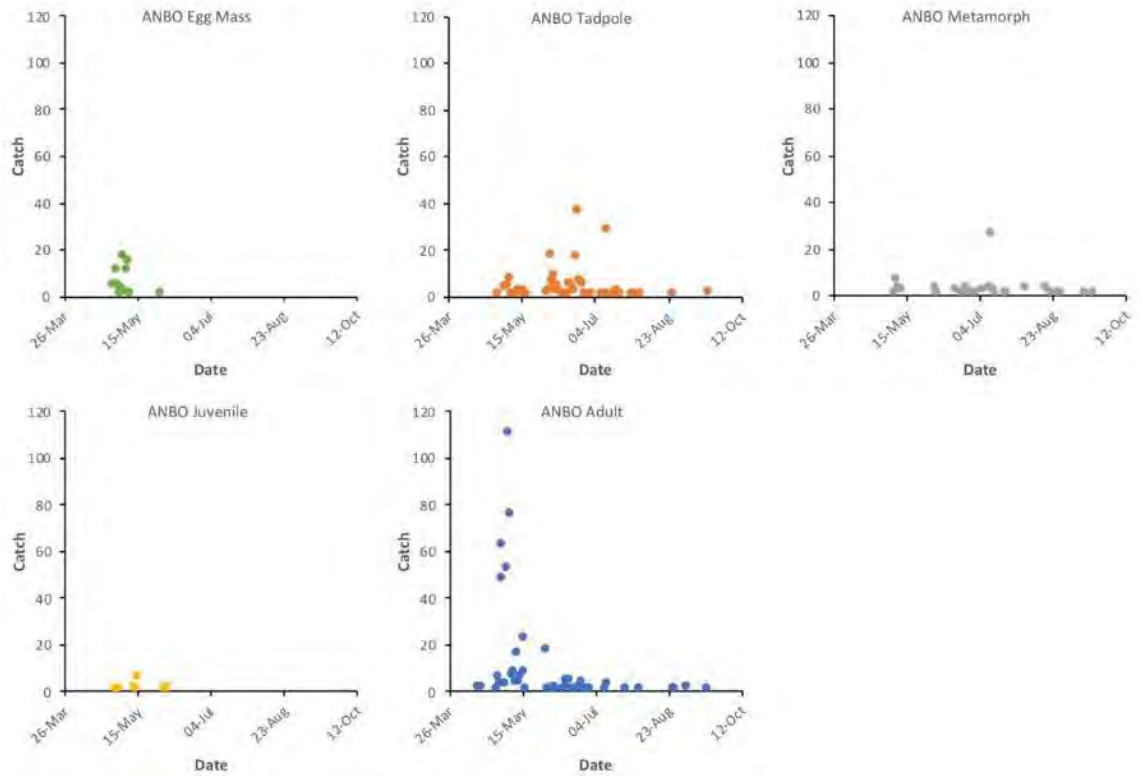 ANBO Egg Mass
120
100
80
60
40
20
0
Catch
26-Mar
15-May
04-Jul
23-Aug
12-Oct
Date
ANBO Tadpole
120
100
80
60
40
20
0
Catch
26-Mar
15-May
04-Jul
23-Aug
12-Oct
Date
ANBO Metamorph
120
100
80
60
40
20
0
Catch
26-Mar
15-May
04-Jul
23-Aug
12-Oct
Date
ANBO Juvenile
120
100
80
60
40
20
0
Catch
26-Mar
15-May
04-Jul
23-Aug
12-Oct
Date
ANBO Adult
120
100
80
60
40
20
0
Catch
26-Mar
15-May
04-Jul
23-Aug
12-Oct
Date